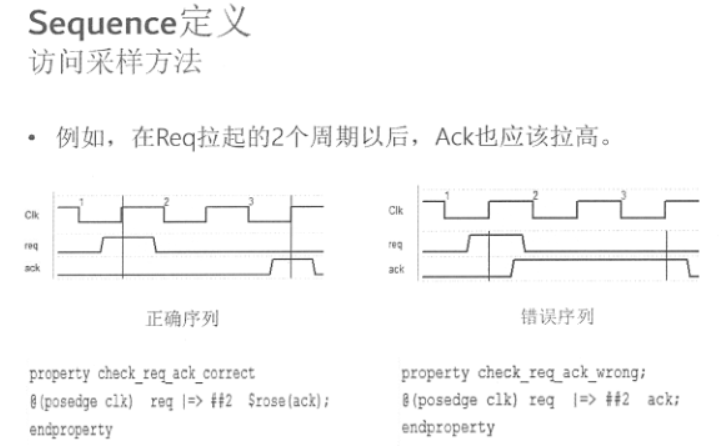 Sequence定义
访问采样方法
• 例如，在Req拉起的2个周期以后，Ack也应该拉高。
1 2 3
Clk
req
ack
正确序列
property check_req_ack_correct
@(posedge clk) req |=> ##2 $rose(ack);
endproperty
1 2 3
Clk
req
ack
错误序列
property check_req_ack_wrong;
@(posedge clk) req |=> ##2 ack;
endproperty